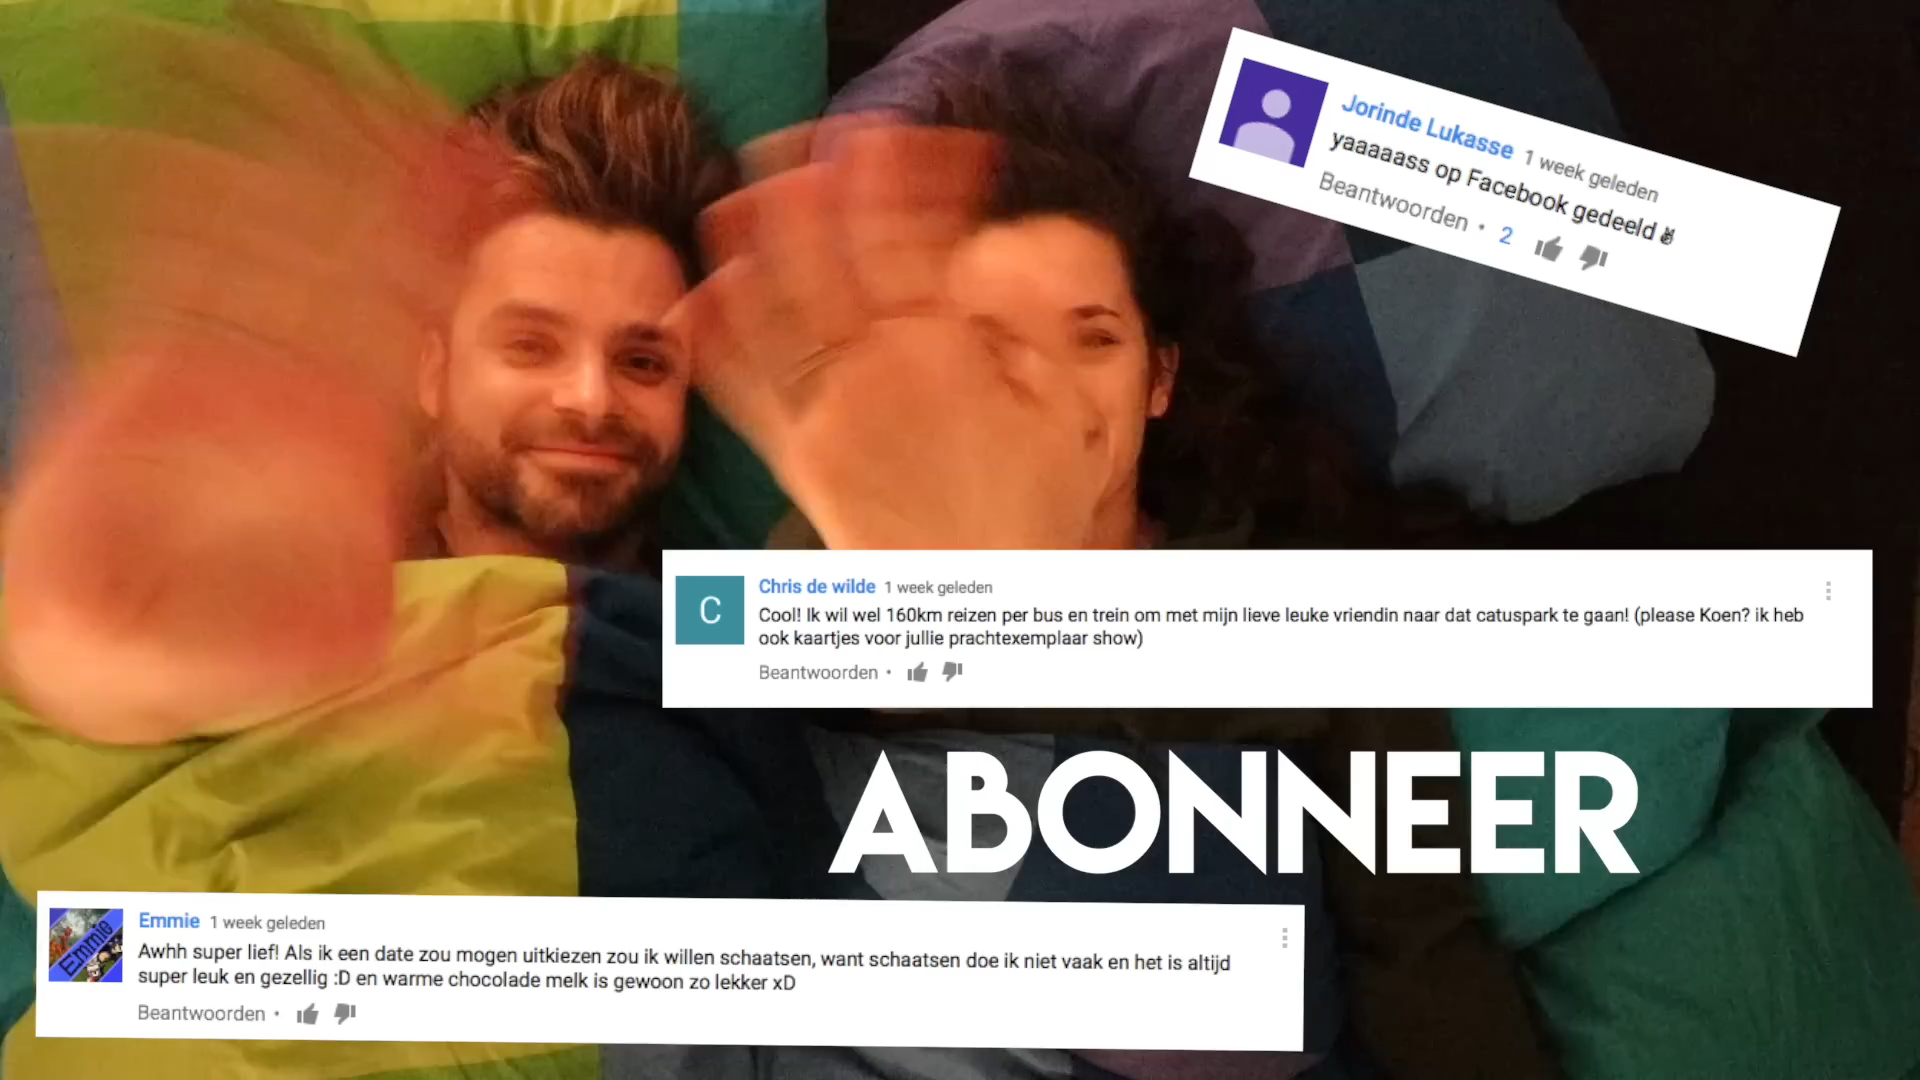 Jorinde Lukasse 1 week geleden
yaaaaass op Facebook gedeeld ✌
Beantwoorden • 2
C
Chris de wilde 1 week geleden
Cool! Ik wil wel 160km reizen per bus en trein om met mijn lieve leuke vriendin naar dat catuspark te gaan! (please Koen? ik heb
ook kaartjes voor jullie prachtexemplaar show)
Beantwoorden •
ABONNEER
Emmie
Emmie 1 week geleden
Awhh super lief! Als ik een date zou mogen uitkiezen zou ik willen schaatsen, want schaatsen doe ik niet vaak en het is altijd
super leuk en gezellig :D en warme chocolade melk is gewoon zo lekker xD
Beantwoorden •